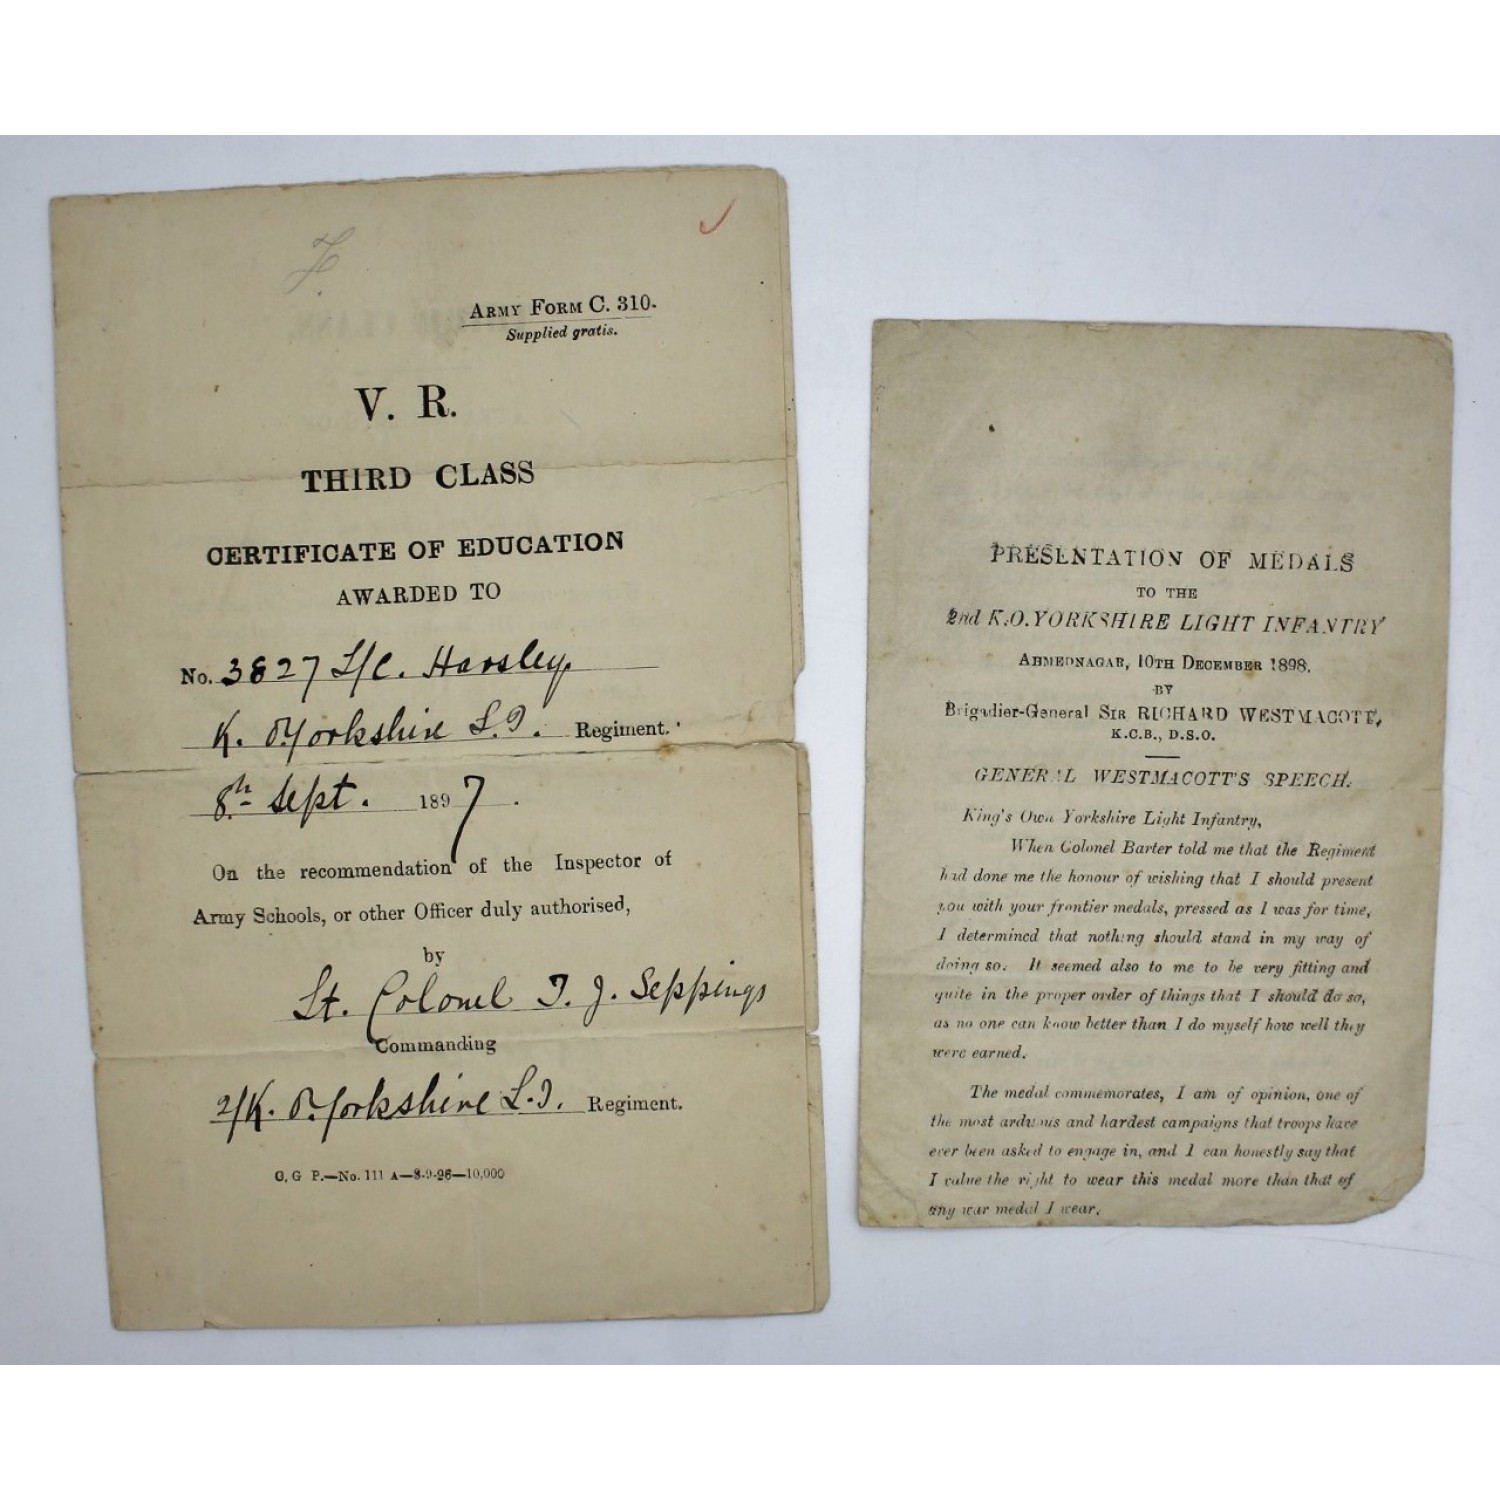 ARMY FORM C. 310.
Supplied gratis.
V. R.
THIRD CLASS
CERTIFICATE OF EDUCATION
AWARDED TO
No. 3827 L/C. Harsley
K. O. Yorkshire L.I. Regiment.
8th Sept. 1897.
On the recommendation of the Inspector of
Army Schools, or other Officer duly authorised,
by
Lt. Colonel T. J. Seppings
Commanding
2/K. O. Yorkshire L.I. Regiment.
G. G P.—No. 111 A—8-9-96—10,000
PRESENTATION OF MEDALS
TO THE
2nd K.O. YORKSHIRE LIGHT INFANTRY
AHMEDNAGAR, 10TH DECEMBER 1898.
BY
Brigadier-General SIR RICHARD WESTMACOTT,
K.C.B., D.S.O.
GENERAL WESTMACOTT'S SPEECH.
King's Own Yorkshire Light Infantry,
When Colonel Barter told me that the Regiment
had done me the honour of wishing that I should present
you with your frontier medals, pressed as I was for time,
I determined that nothing should stand in my way of
doing so. It seemed also to me to be very fitting and
quite in the proper order of things that I should do so,
as no one can know better than I do myself how well they
were earned.
The medal commemorates, I am of opinion, one of
the most arduous and hardest campaigns that troops have
ever been asked to engage in, and I can honestly say that
I value the right to wear this medal more than that of
any war medal I wear.